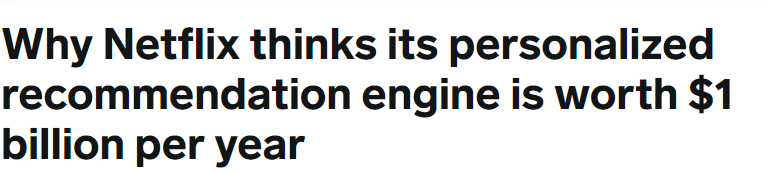 Why Netflix thinks its personalized
recommendation engine is worth $1
billion per year